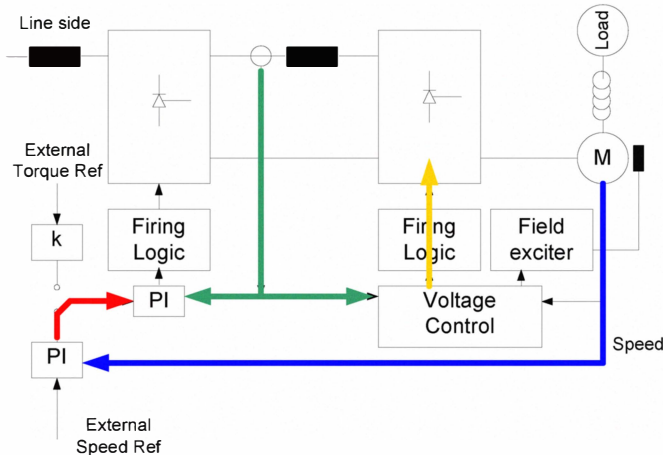 Line side
Load
M
External
Torque Ref
k
Firing
Logic
Firing
Logic
Field
exciter
PI
Voltage
Control
PI
Speed
External
Speed Ref